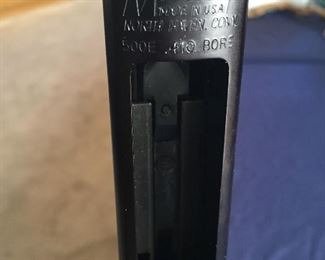 MADE IN U.S.A.
NORTH HAVEN, CONN.
500E .410 BORE